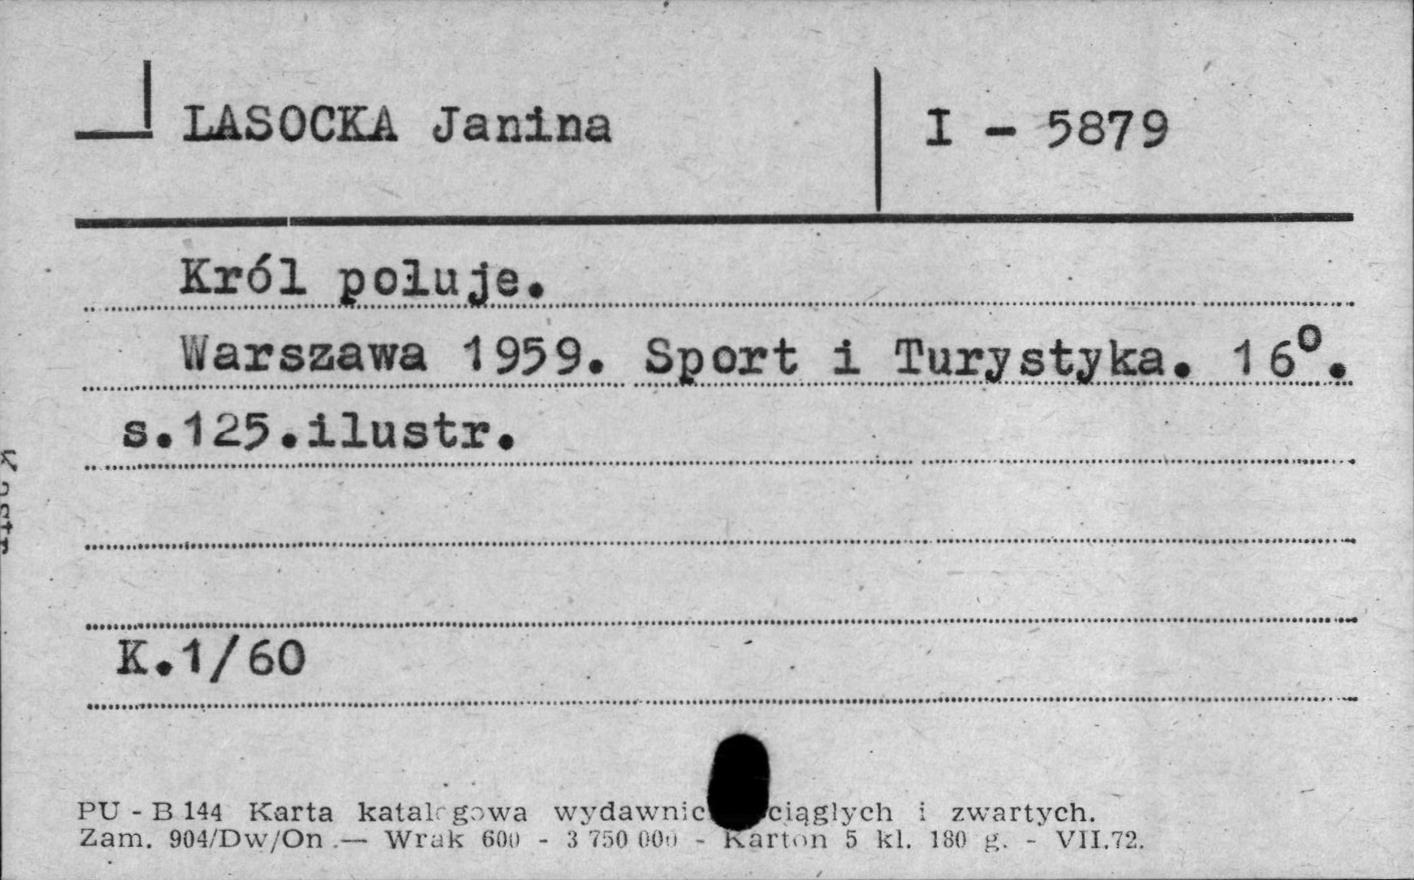 LASOCKA Janina
I - 5879
Król poluje.
Warszawa 1959. Sport i Turystyka. 16°.
s.125.ilustr.
K.1/60
PU - B 144 Karta katalogowa ciągłych i zwartych.
Zam. 904/Dw/On .— Wrak 600 - 3 750 000 - Karton 5 kl. 180 g. - VII.72.